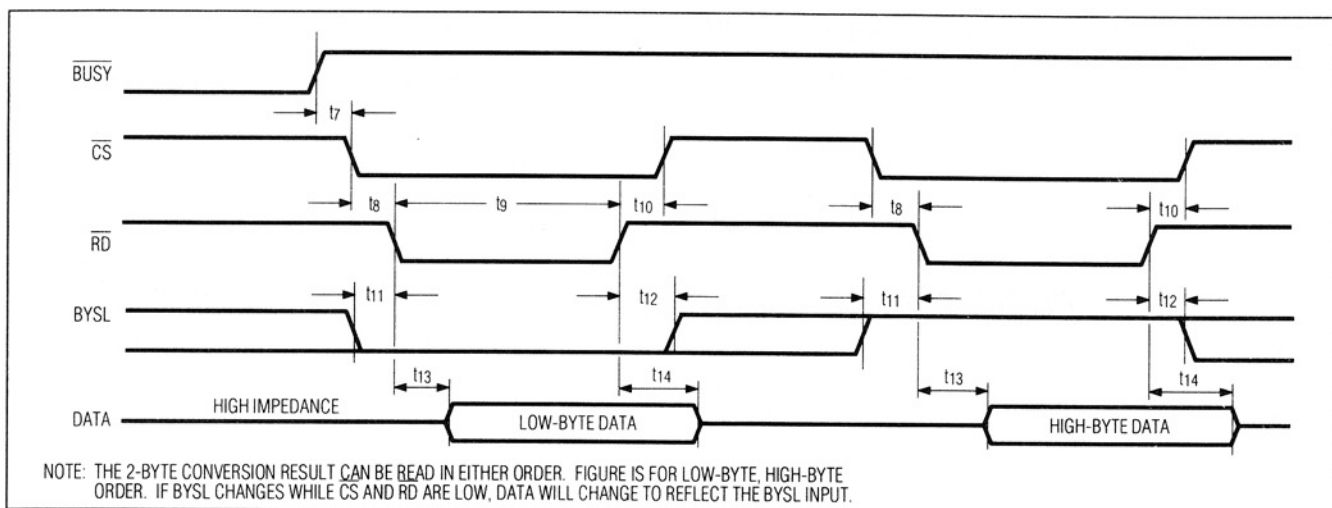 BUSY
t7
CS
t8 t9 t10 t8 t10
RD
t11 t12 t11 t12
BYSL
t13 t14 t13 t14
HIGH IMPEDANCE
DATA LOW-BYTE DATA HIGH-BYTE DATA
NOTE: THE 2-BYTE CONVERSION RESULT CAN BE READ IN EITHER ORDER. FIGURE IS FOR LOW-BYTE, HIGH-BYTE
ORDER. IF BYSL CHANGES WHILE CS AND RD ARE LOW, DATA WILL CHANGE TO REFLECT THE BYSL INPUT.